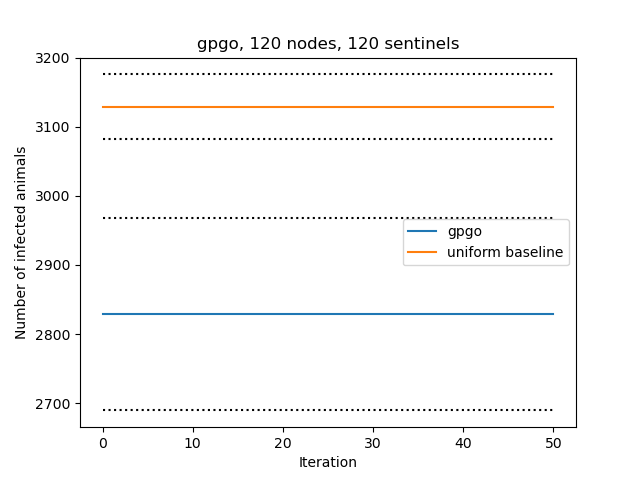 gpgo, 120 nodes, 120 sentinels
3200
3100
3000
2900
2800
2700
Number of infected animals
gpgo
uniform baseline
0 10 20 30 40 50
Iteration